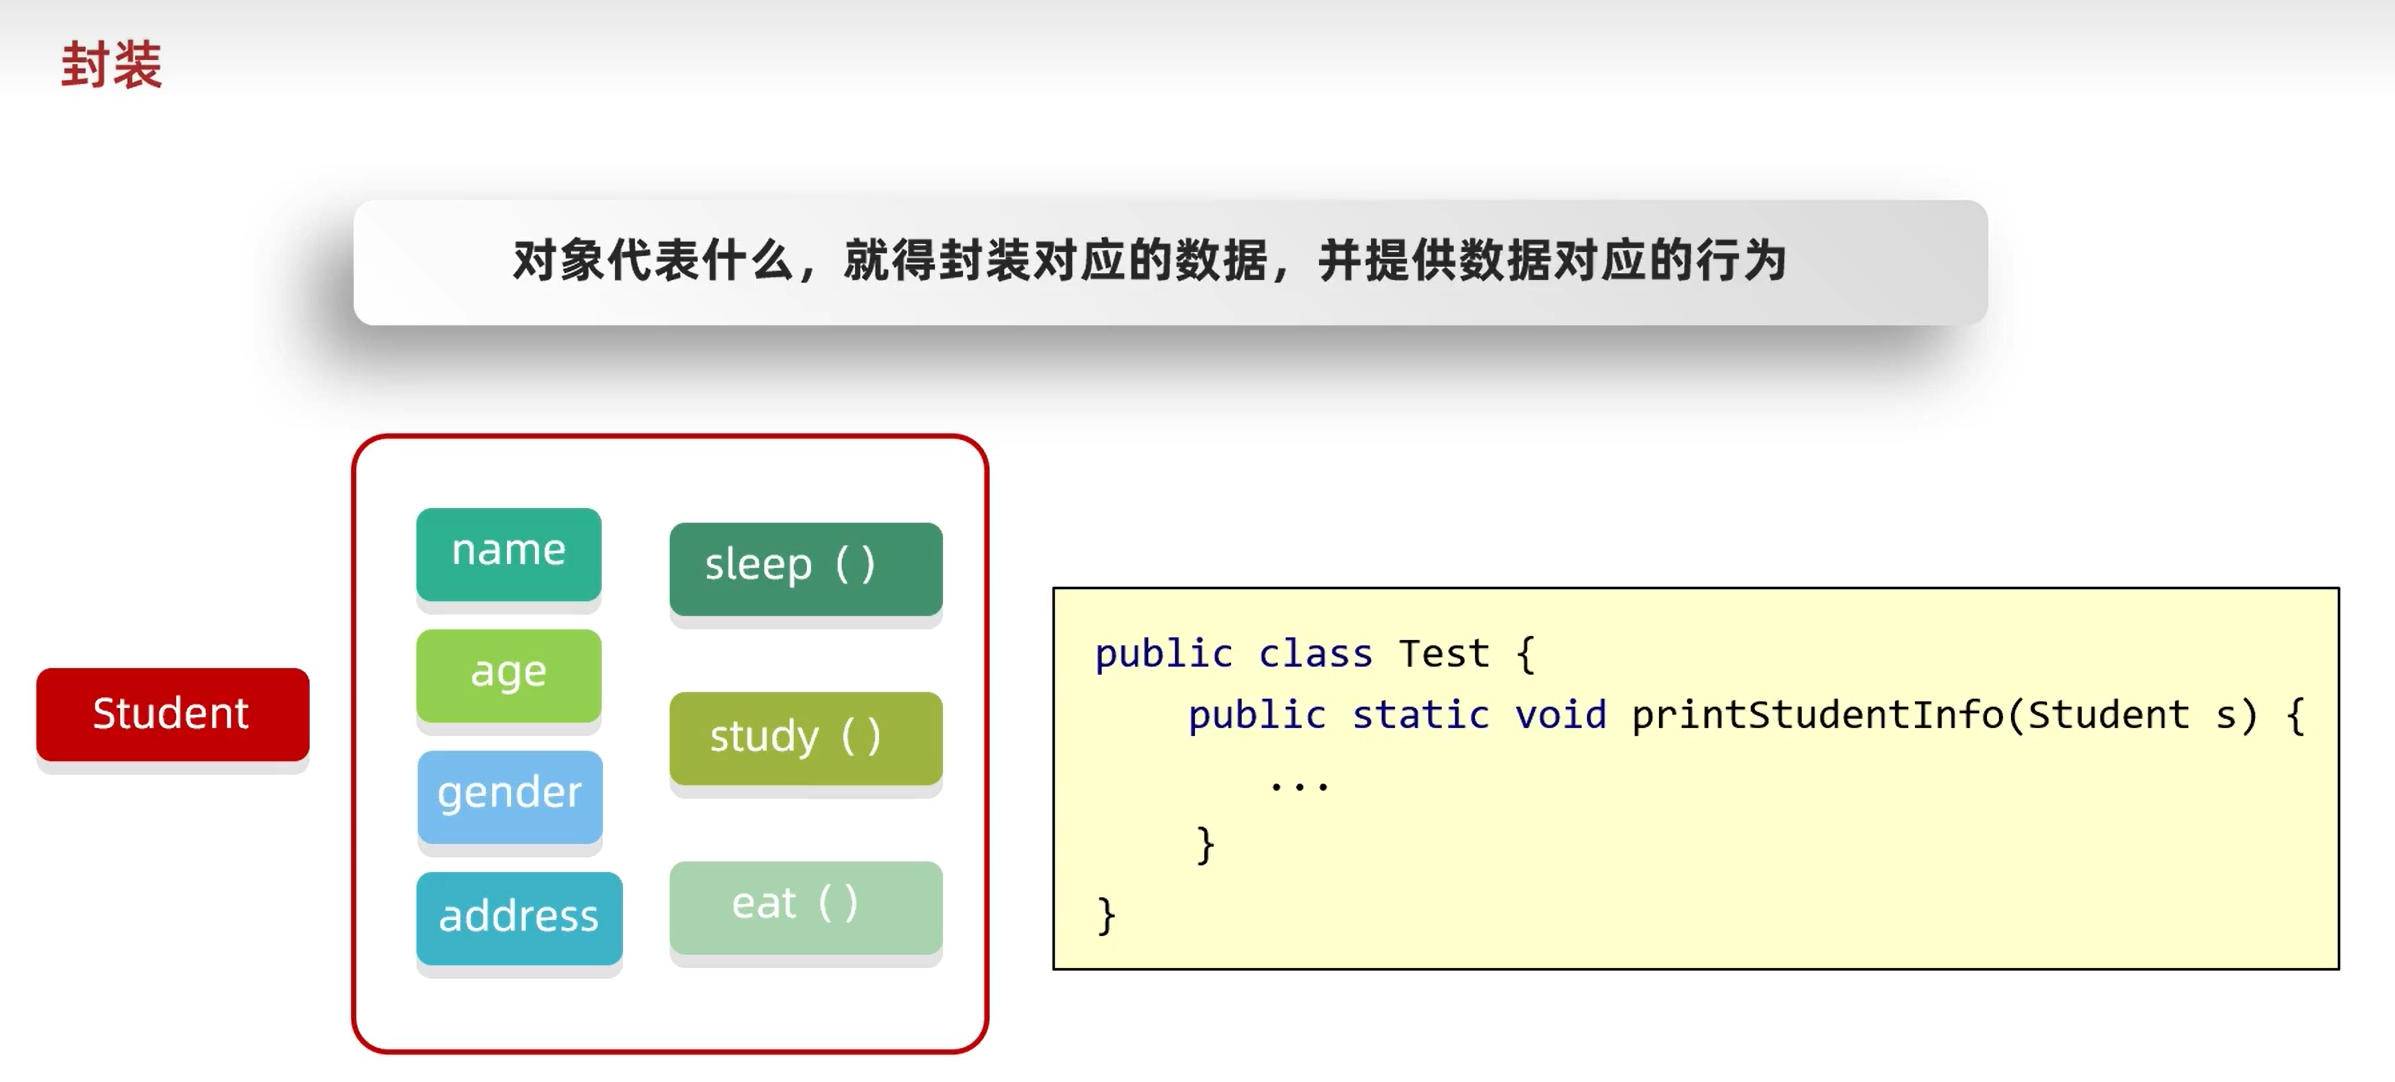 封装
对象代表什么，就得封装对应的数据，并提供数据对应的行为
Student
name
age
gender
address
sleep（）
study（）
eat（）
public class Test {
    public static void printStudentInfo(Student s) {
        ...
    }
}